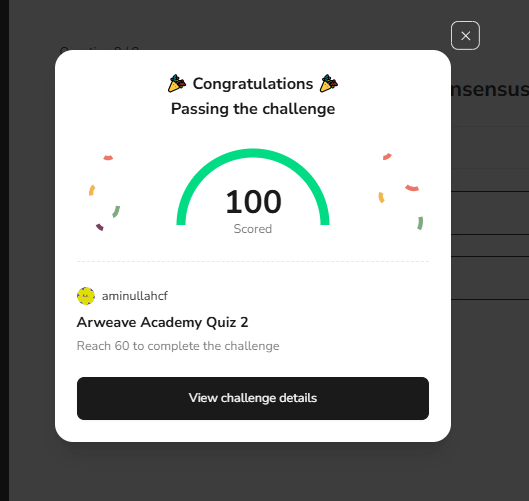 nsensus
Congratulations
Passing the challenge
100
Scored
aminullahcf
Arweave Academy Quiz 2
Reach 60 to complete the challenge
View challenge details